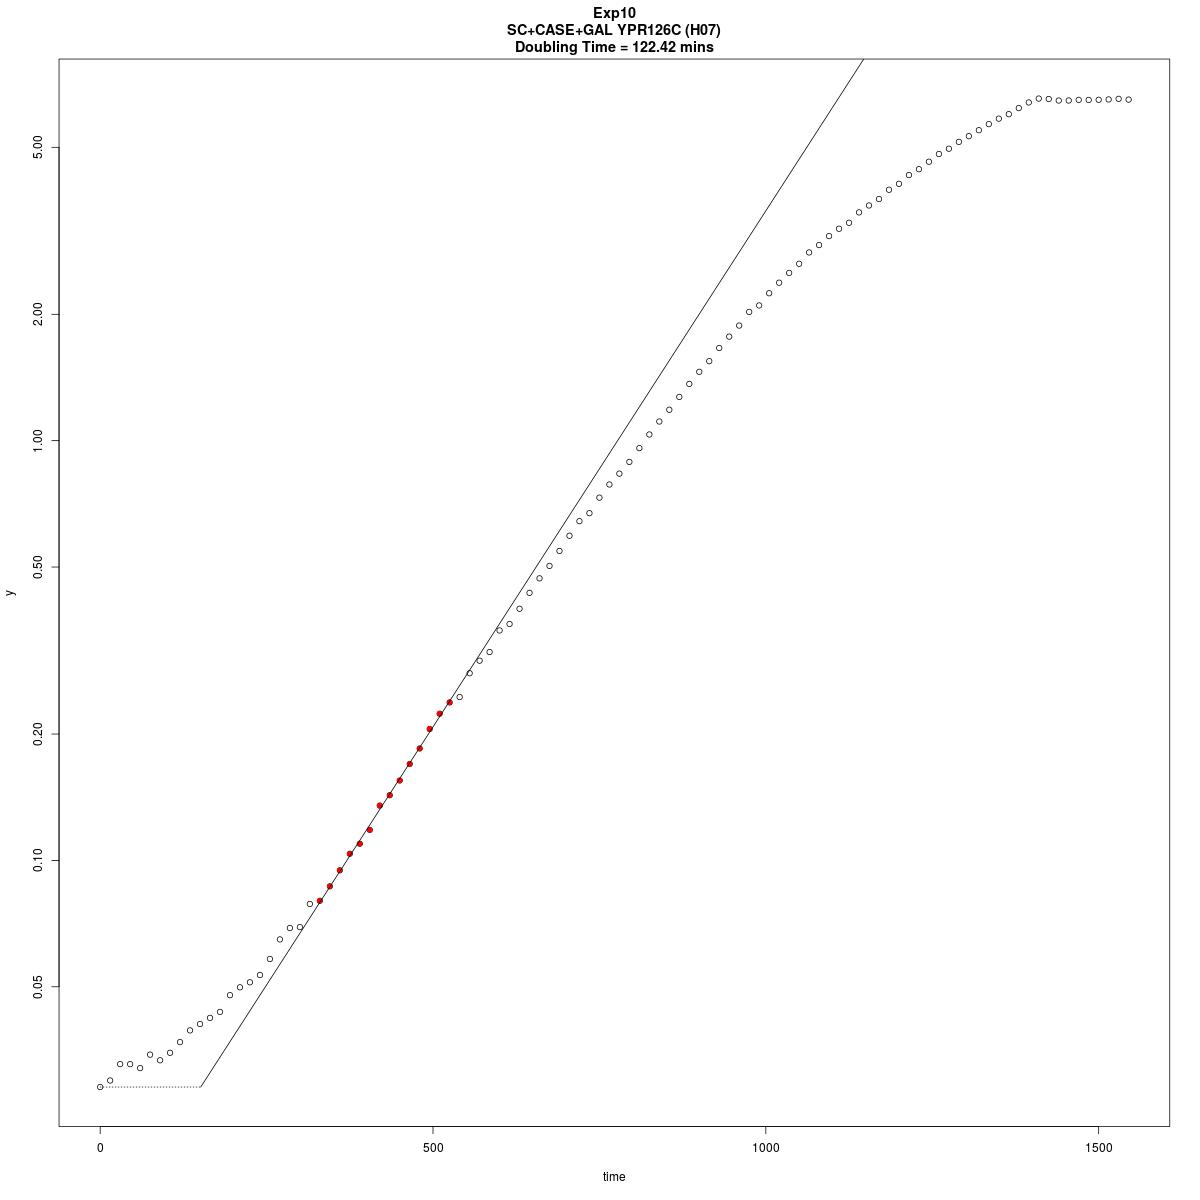 Exp10
SC+CASE+GAL YPR126C (H07)
Doubling Time = 122.42 mins
5.00
2.00
1.00
0.50
0.20
0.10
0.05
y
0 500 1000 1500
time